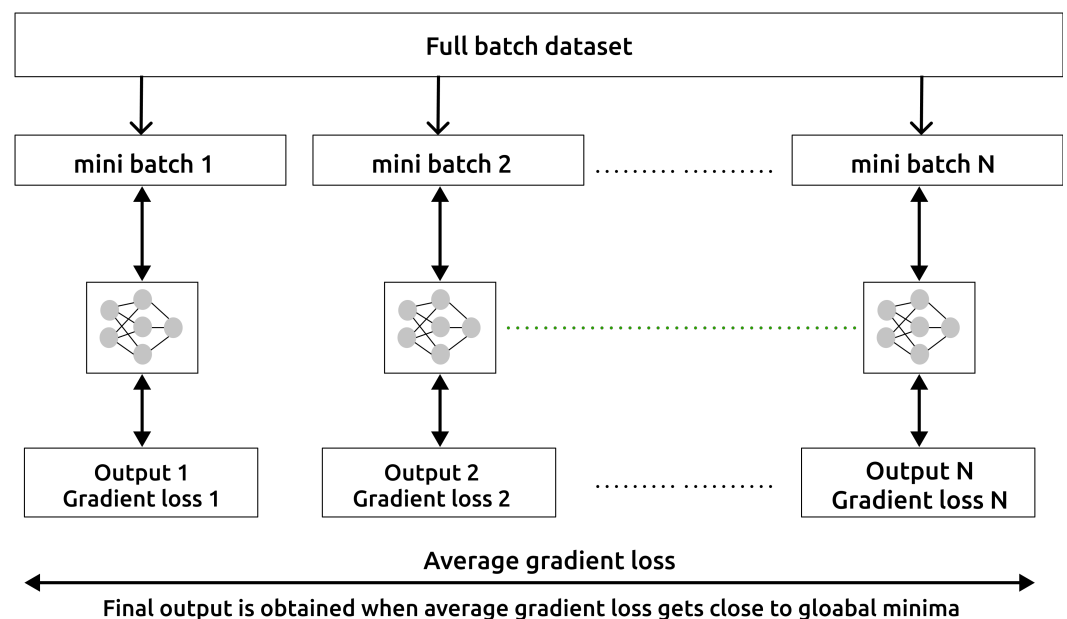 Full batch dataset
mini batch 1
mini batch 2
................... 
mini batch N
Output 1
Gradient loss 1
Output 2
Gradient loss 2
...................
Output N
Gradient loss N
Average gradient loss
Final output is obtained when average gradient loss gets close to gloabal minima